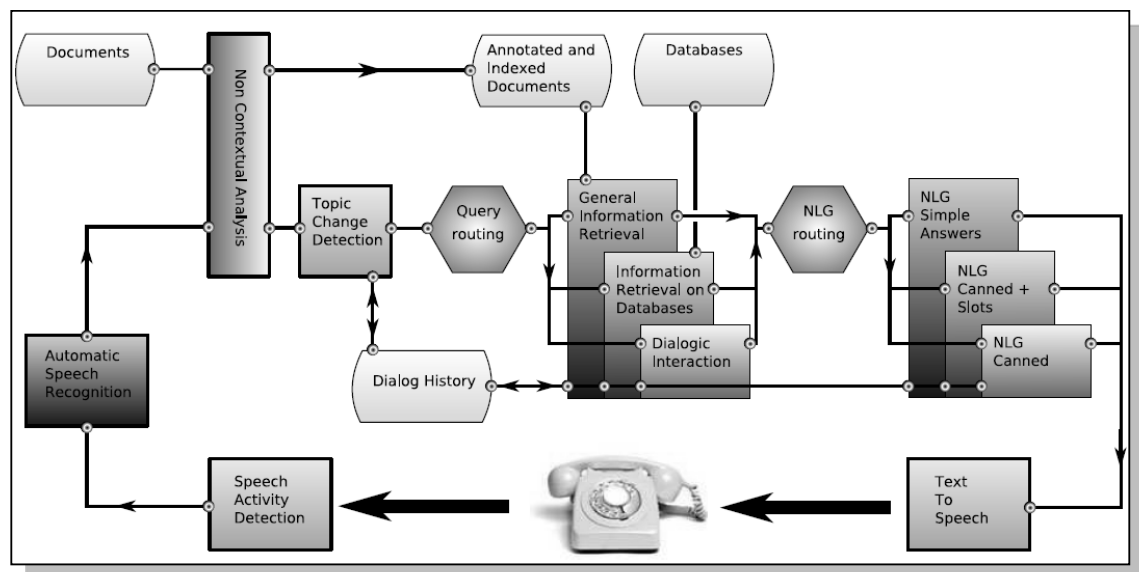 Documents
Non Contextual Analysis
Annotated and
Indexed
Documents
Databases
Topic
Change
Detection
Query
routing
General
Information
Retrieval
Information
Retrieval on
Databases
Dialogic
Interaction
NLG
routing
NLG
Simple
Answers
NLG
Canned +
Slots
NLG
Canned
Automatic
Speech
Recognition
Dialog History
Speech
Activity
Detection
Text
To
Speech